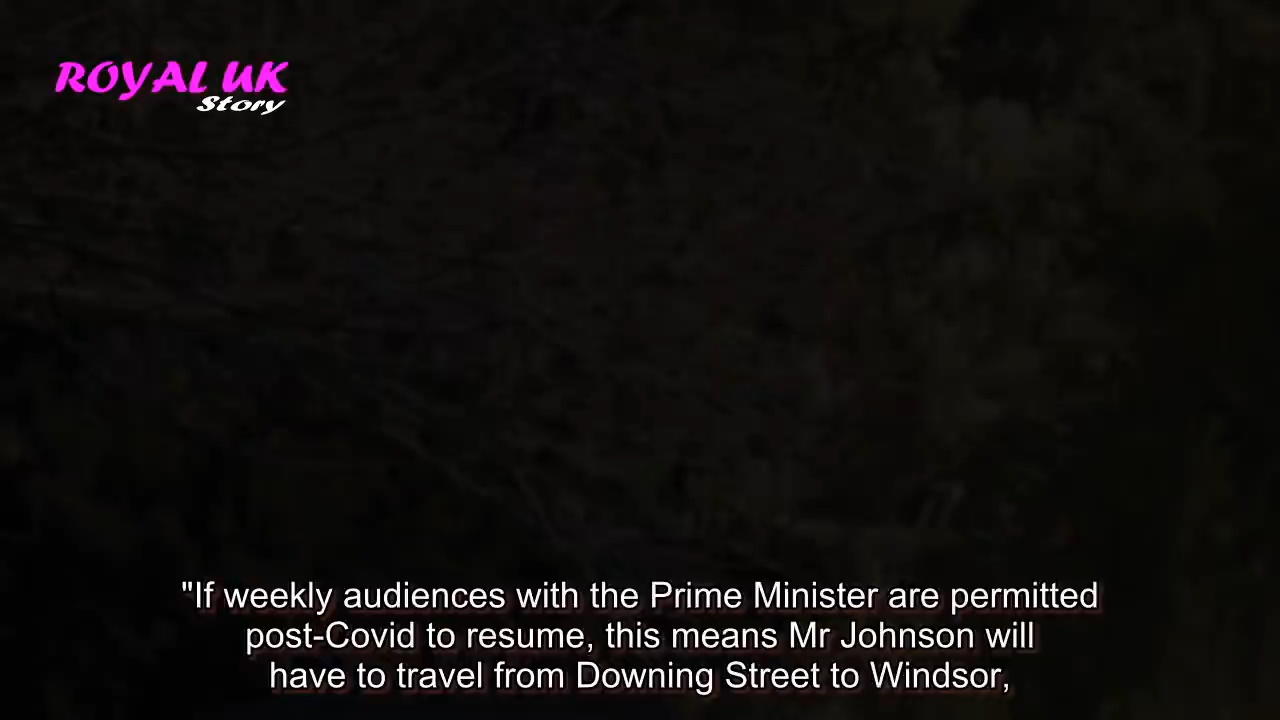 ROYAL UK
Story
"If weekly audiences with the Prime Minister are permitted
post-Covid to resume, this means Mr Johnson will
have to travel from Downing Street to Windsor,